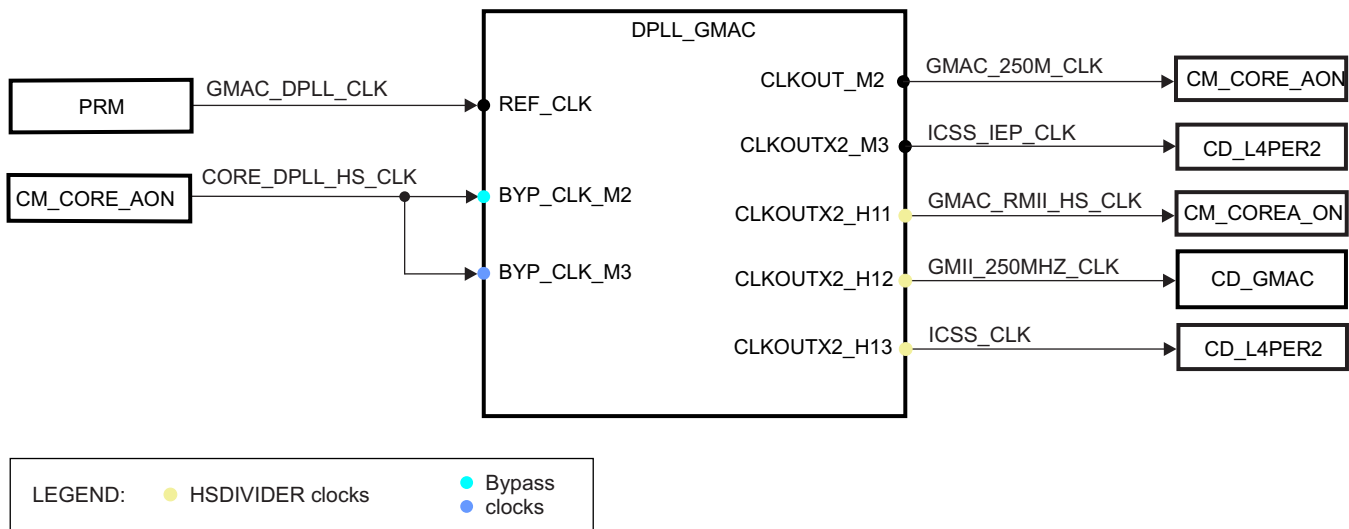 DPLL_GMAC
PRM
GMAC_DPLL_CLK
REF_CLK
CM_CORE_AON
CORE_DPLL_HS_CLK
BYP_CLK_M2
BYP_CLK_M3
CLKOUT_M2
GMAC_250M_CLK
CM_CORE_AON
CLKOUTX2_M3
ICSS_IEP_CLK
CD_L4PER2
CLKOUTX2_H11
GMAC_RMII_HS_CLK
CM_COREA_ON
CLKOUTX2_H12
GMII_250MHZ_CLK
CD_GMAC
CLKOUTX2_H13
ICSS_CLK
CD_L4PER2
LEGEND:
HSDIVIDER clocks
Bypass
clocks